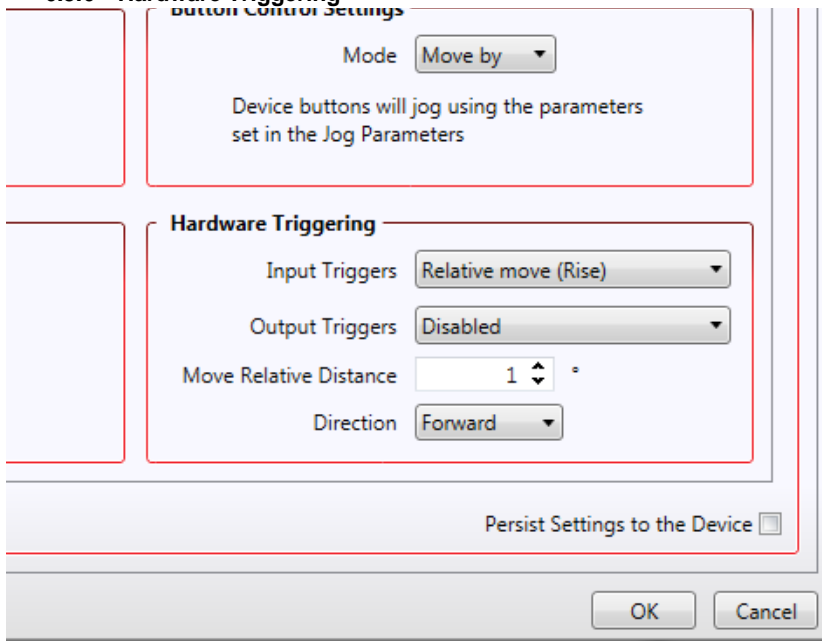 Hardware Triggering
Button Control Settings
Mode Move by
Device buttons will jog using the parameters
set in the Jog Parameters
Hardware Triggering
Input Triggers Relative move (Rise)
Output Triggers Disabled
Move Relative Distance 1 °
Direction Forward
Persist Settings to the Device
OK Cancel